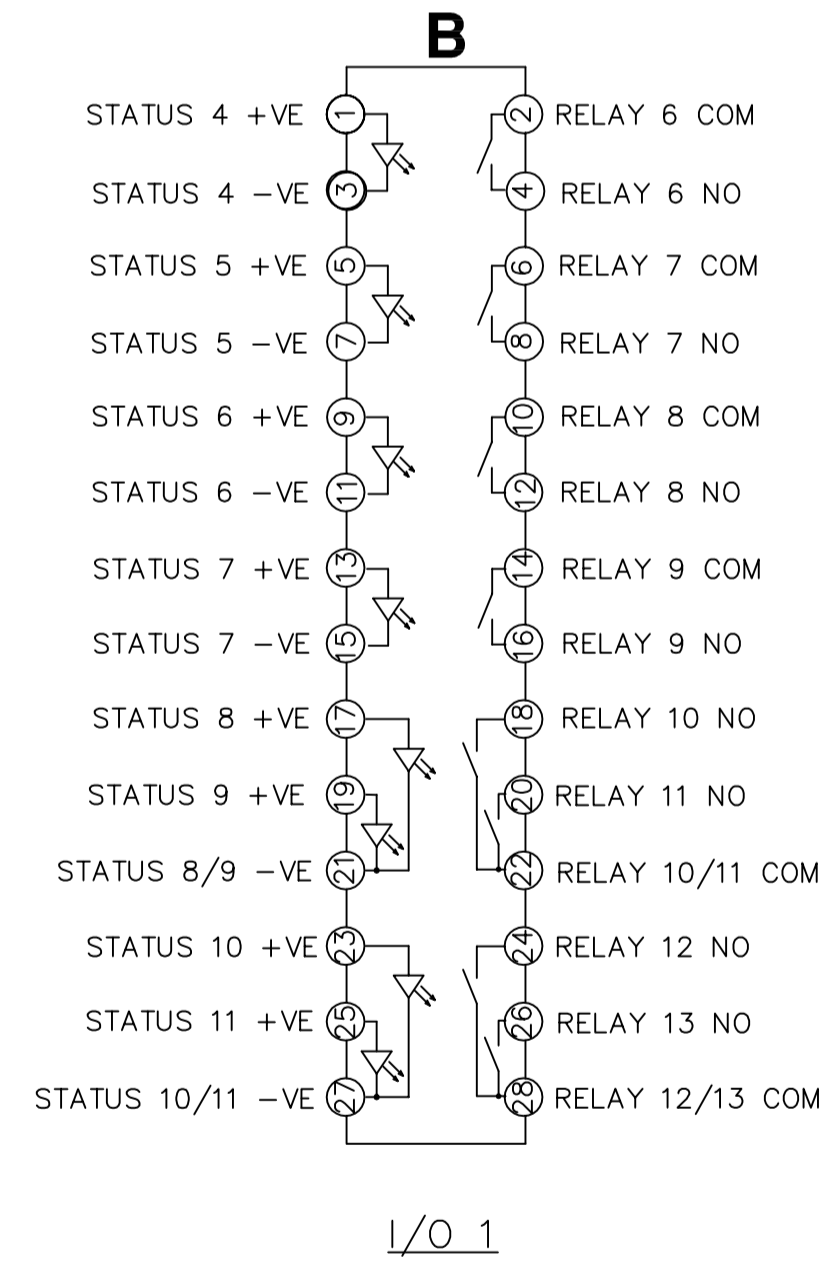 B
STATUS 4 +VE 1 2 RELAY 6 COM
STATUS 4 −VE 3 4 RELAY 6 NO
STATUS 5 +VE 5 6 RELAY 7 COM
STATUS 5 −VE 7 8 RELAY 7 NO
STATUS 6 +VE 9 10 RELAY 8 COM
STATUS 6 −VE 11 12 RELAY 8 NO
STATUS 7 +VE 13 14 RELAY 9 COM
STATUS 7 −VE 15 16 RELAY 9 NO
STATUS 8 +VE 17 18 RELAY 10 NO
STATUS 9 +VE 19 20 RELAY 11 NO
STATUS 8/9 −VE 21 22 RELAY 10/11 COM
STATUS 10 +VE 23 24 RELAY 12 NO
STATUS 11 +VE 25 26 RELAY 13 NO
STATUS 10/11 −VE 27 28 RELAY 12/13 COM
I/O 1